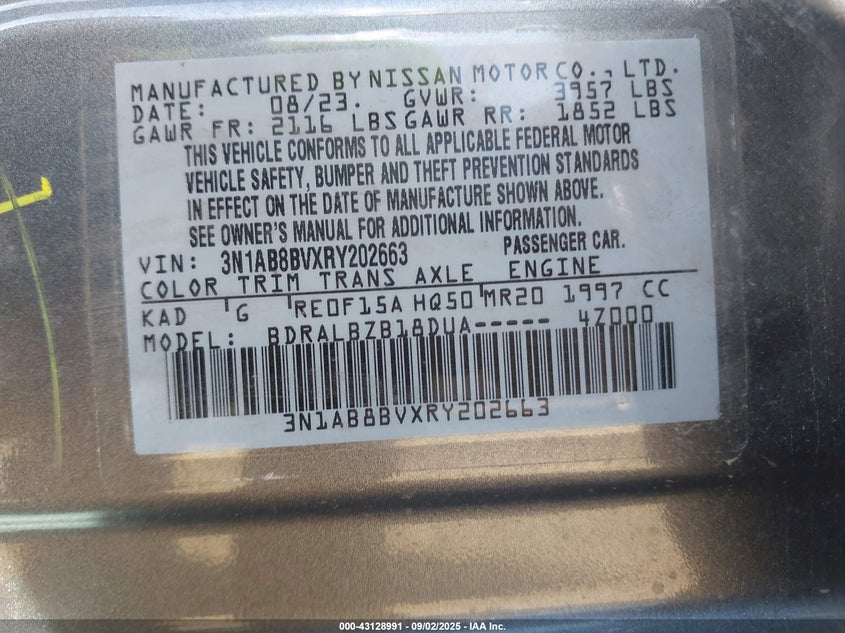 MANUFACTURED BY NISSAN MOTOR CO., LTD.
DATE: 08/23. GVWR: 3957 LBS
GAWR FR: 2116 LBS GAWR RR: 1852 LBS
THIS VEHICLE CONFORMS TO ALL APPLICABLE FEDERAL MOTOR
VEHICLE SAFETY, BUMPER AND THEFT PREVENTION STANDARDS
IN EFFECT ON THE DATE OF MANUFACTURE SHOWN ABOVE.
SEE OWNER'S MANUAL FOR ADDITIONAL INFORMATION.
VIN: 3N1AB8BVXRY202663 PASSENGER CAR.
COLOR TRIM TRANS AXLE ENGINE
KAD G RE0F15A HQ50 MR20 1997 CC
MODEL: BDRALBZB18DUA----- 4Z000
3N1AB8BVXRY202663
000-43128991 - 09/02/2025 - IAA Inc.